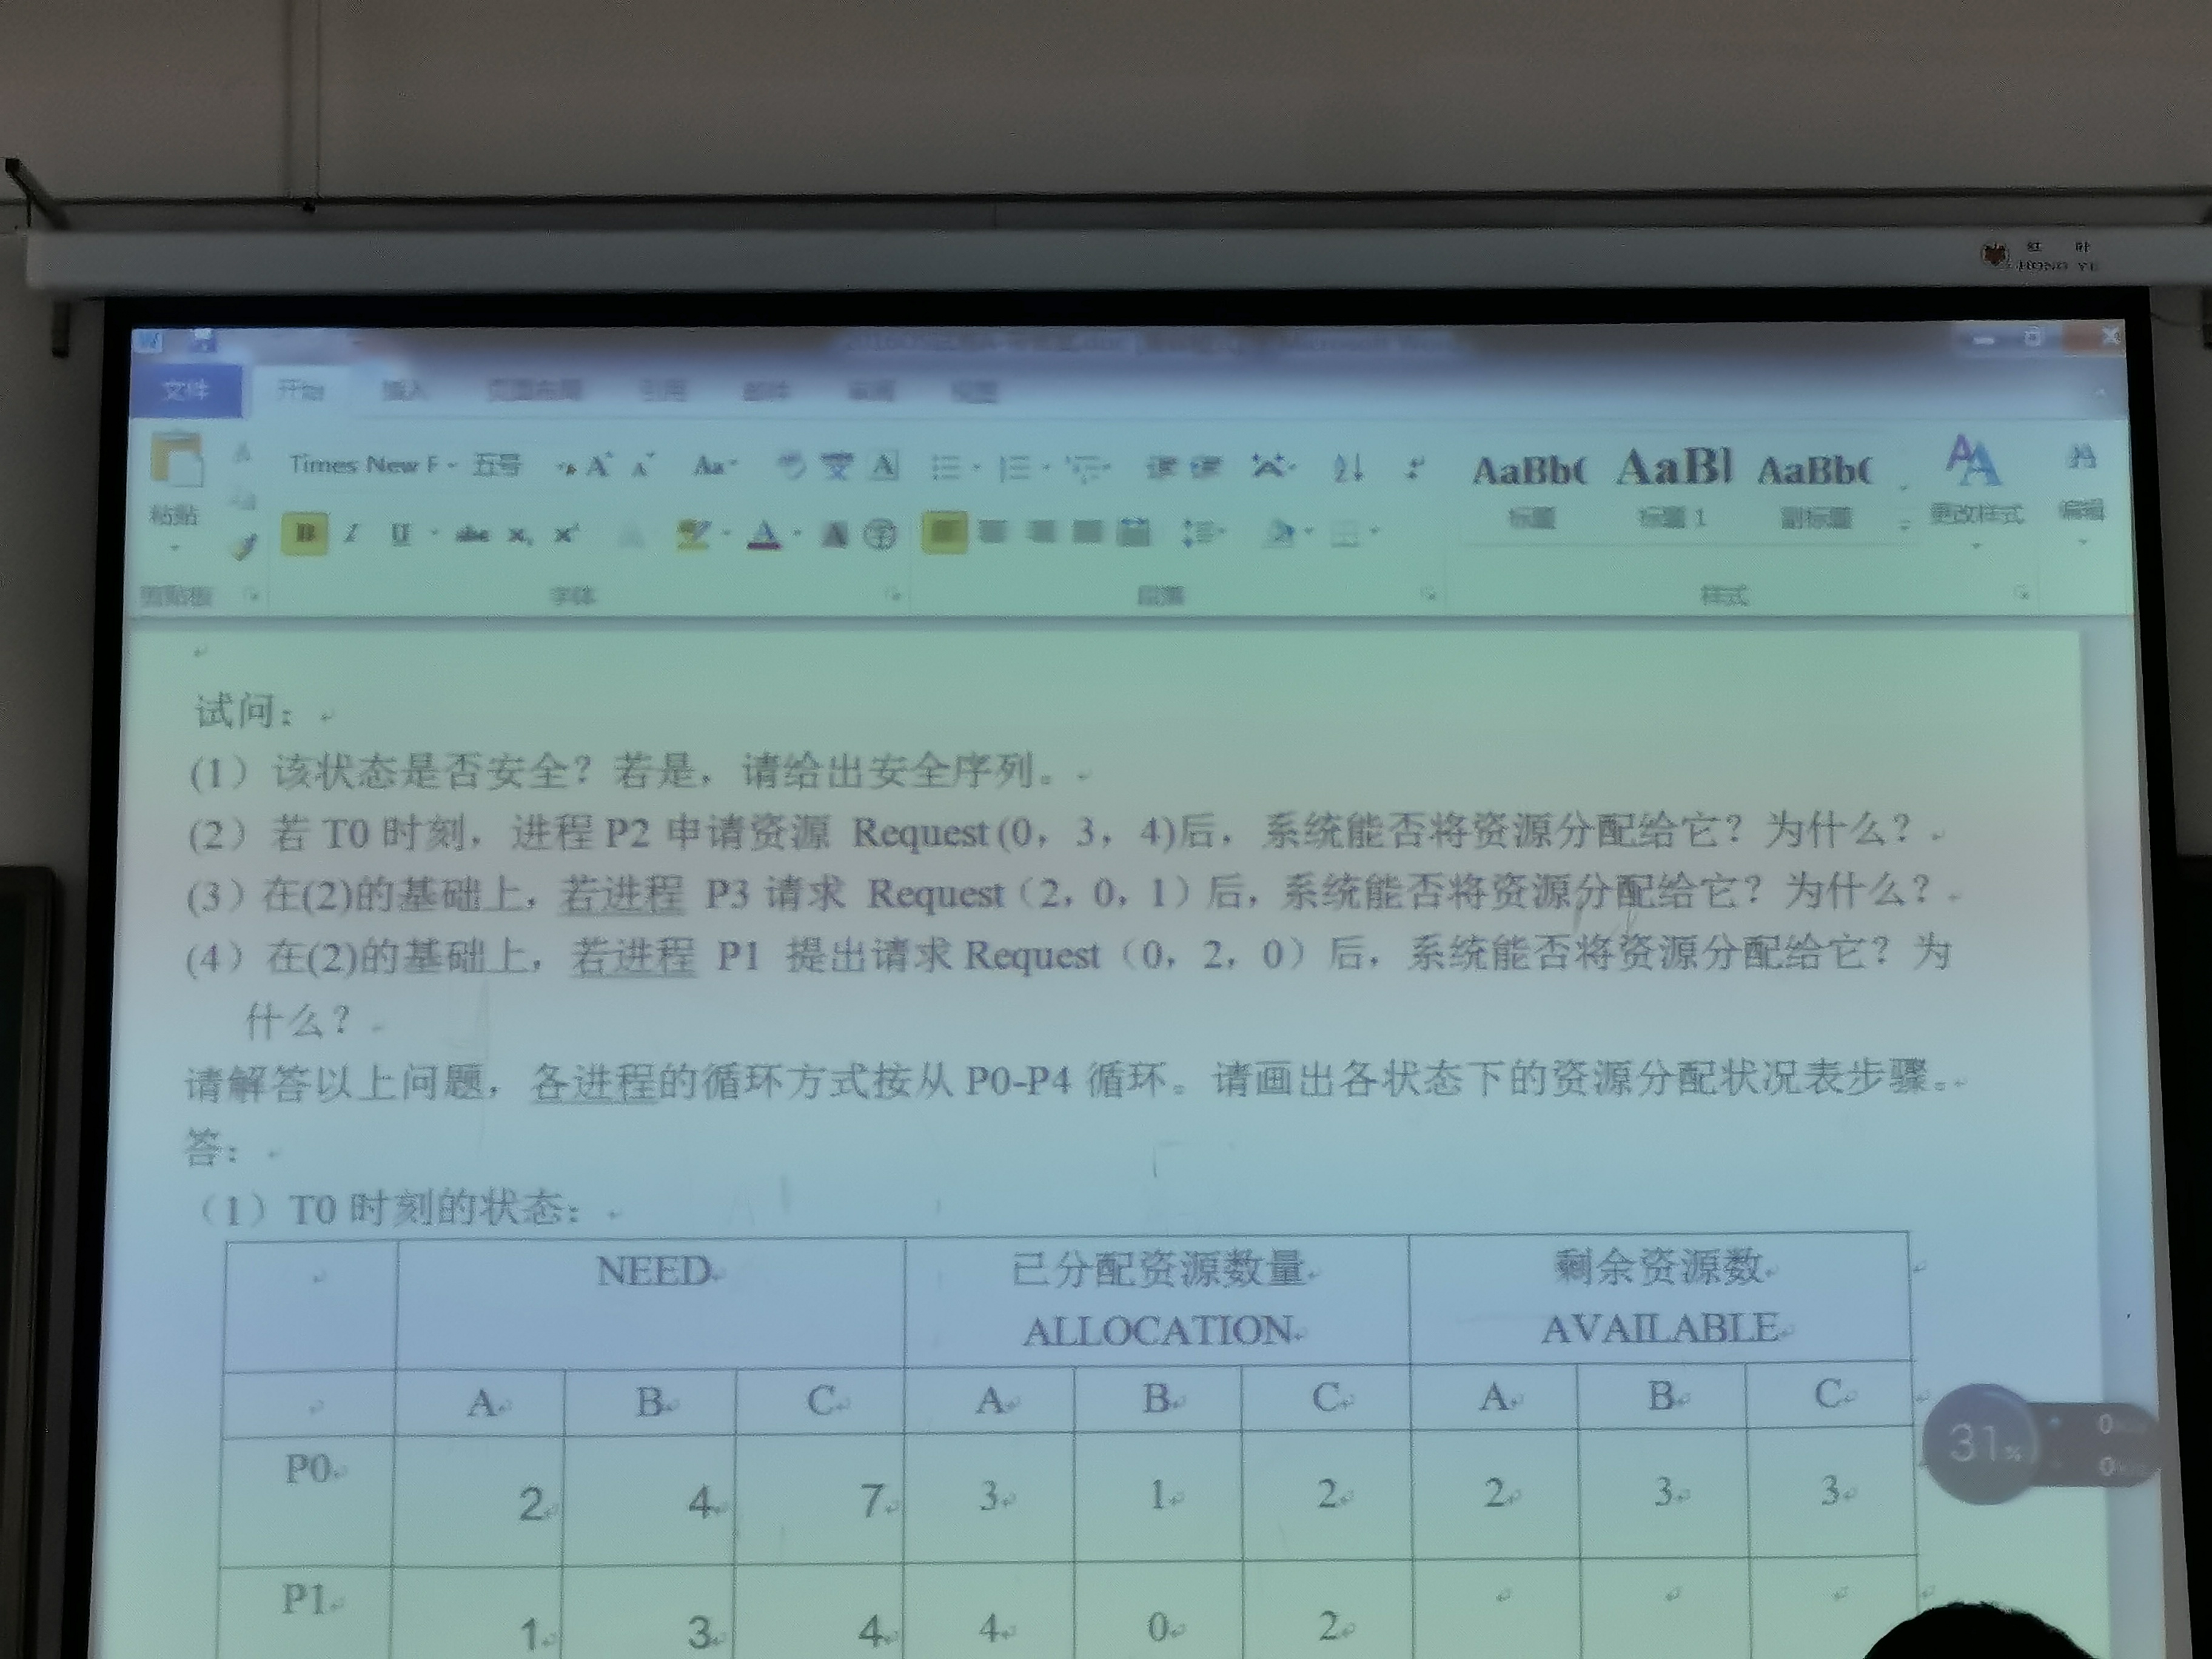 红 叶
HONG YE
文件 开始 插入 页面布局 引用 邮件 审阅 视图
Times New F 五号
AaBb( AaBl AaBb(
粘贴
标题 标题 1 副标题 更改样式 编辑
剪贴板 字体 段落 样式
试问：
(1）该状态是否安全？若是，请给出安全序列。
(2）若 T0 时刻，进程 P2 申请资源 Request (0，3，4)后，系统能否将资源分配给它？为什么？
(3）在(2)的基础上，若进程 P3 请求 Request（2，0，1）后，系统能否将资源分配给它？为什么？
(4）在(2)的基础上，若进程 P1 提出请求 Request（0，2，0）后，系统能否将资源分配给它？为
什么？
请解答以上问题，各进程的循环方式按从 P0-P4 循环。请画出各状态下的资源分配状况表步骤。
答：
（1）T0 时刻的状态：
NEED 已分配资源数量 剩余资源数
ALLOCATION AVAILABLE
A B C A B C A B C
P0 2 4 7 3 1 2 2 3 3
P1 1 3 4 4 0 2
31%